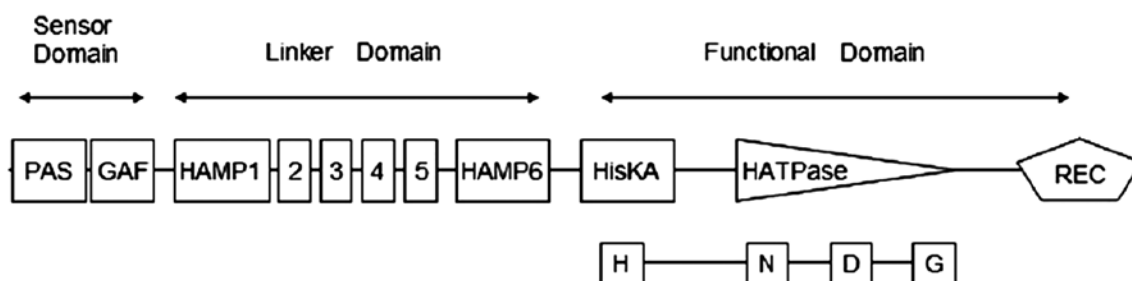 Sensor
Domain
Linker Domain
Functional Domain
PAS GAF HAMP1 2 3 4 5 HAMP6 HisKA HATPase REC
H N D G